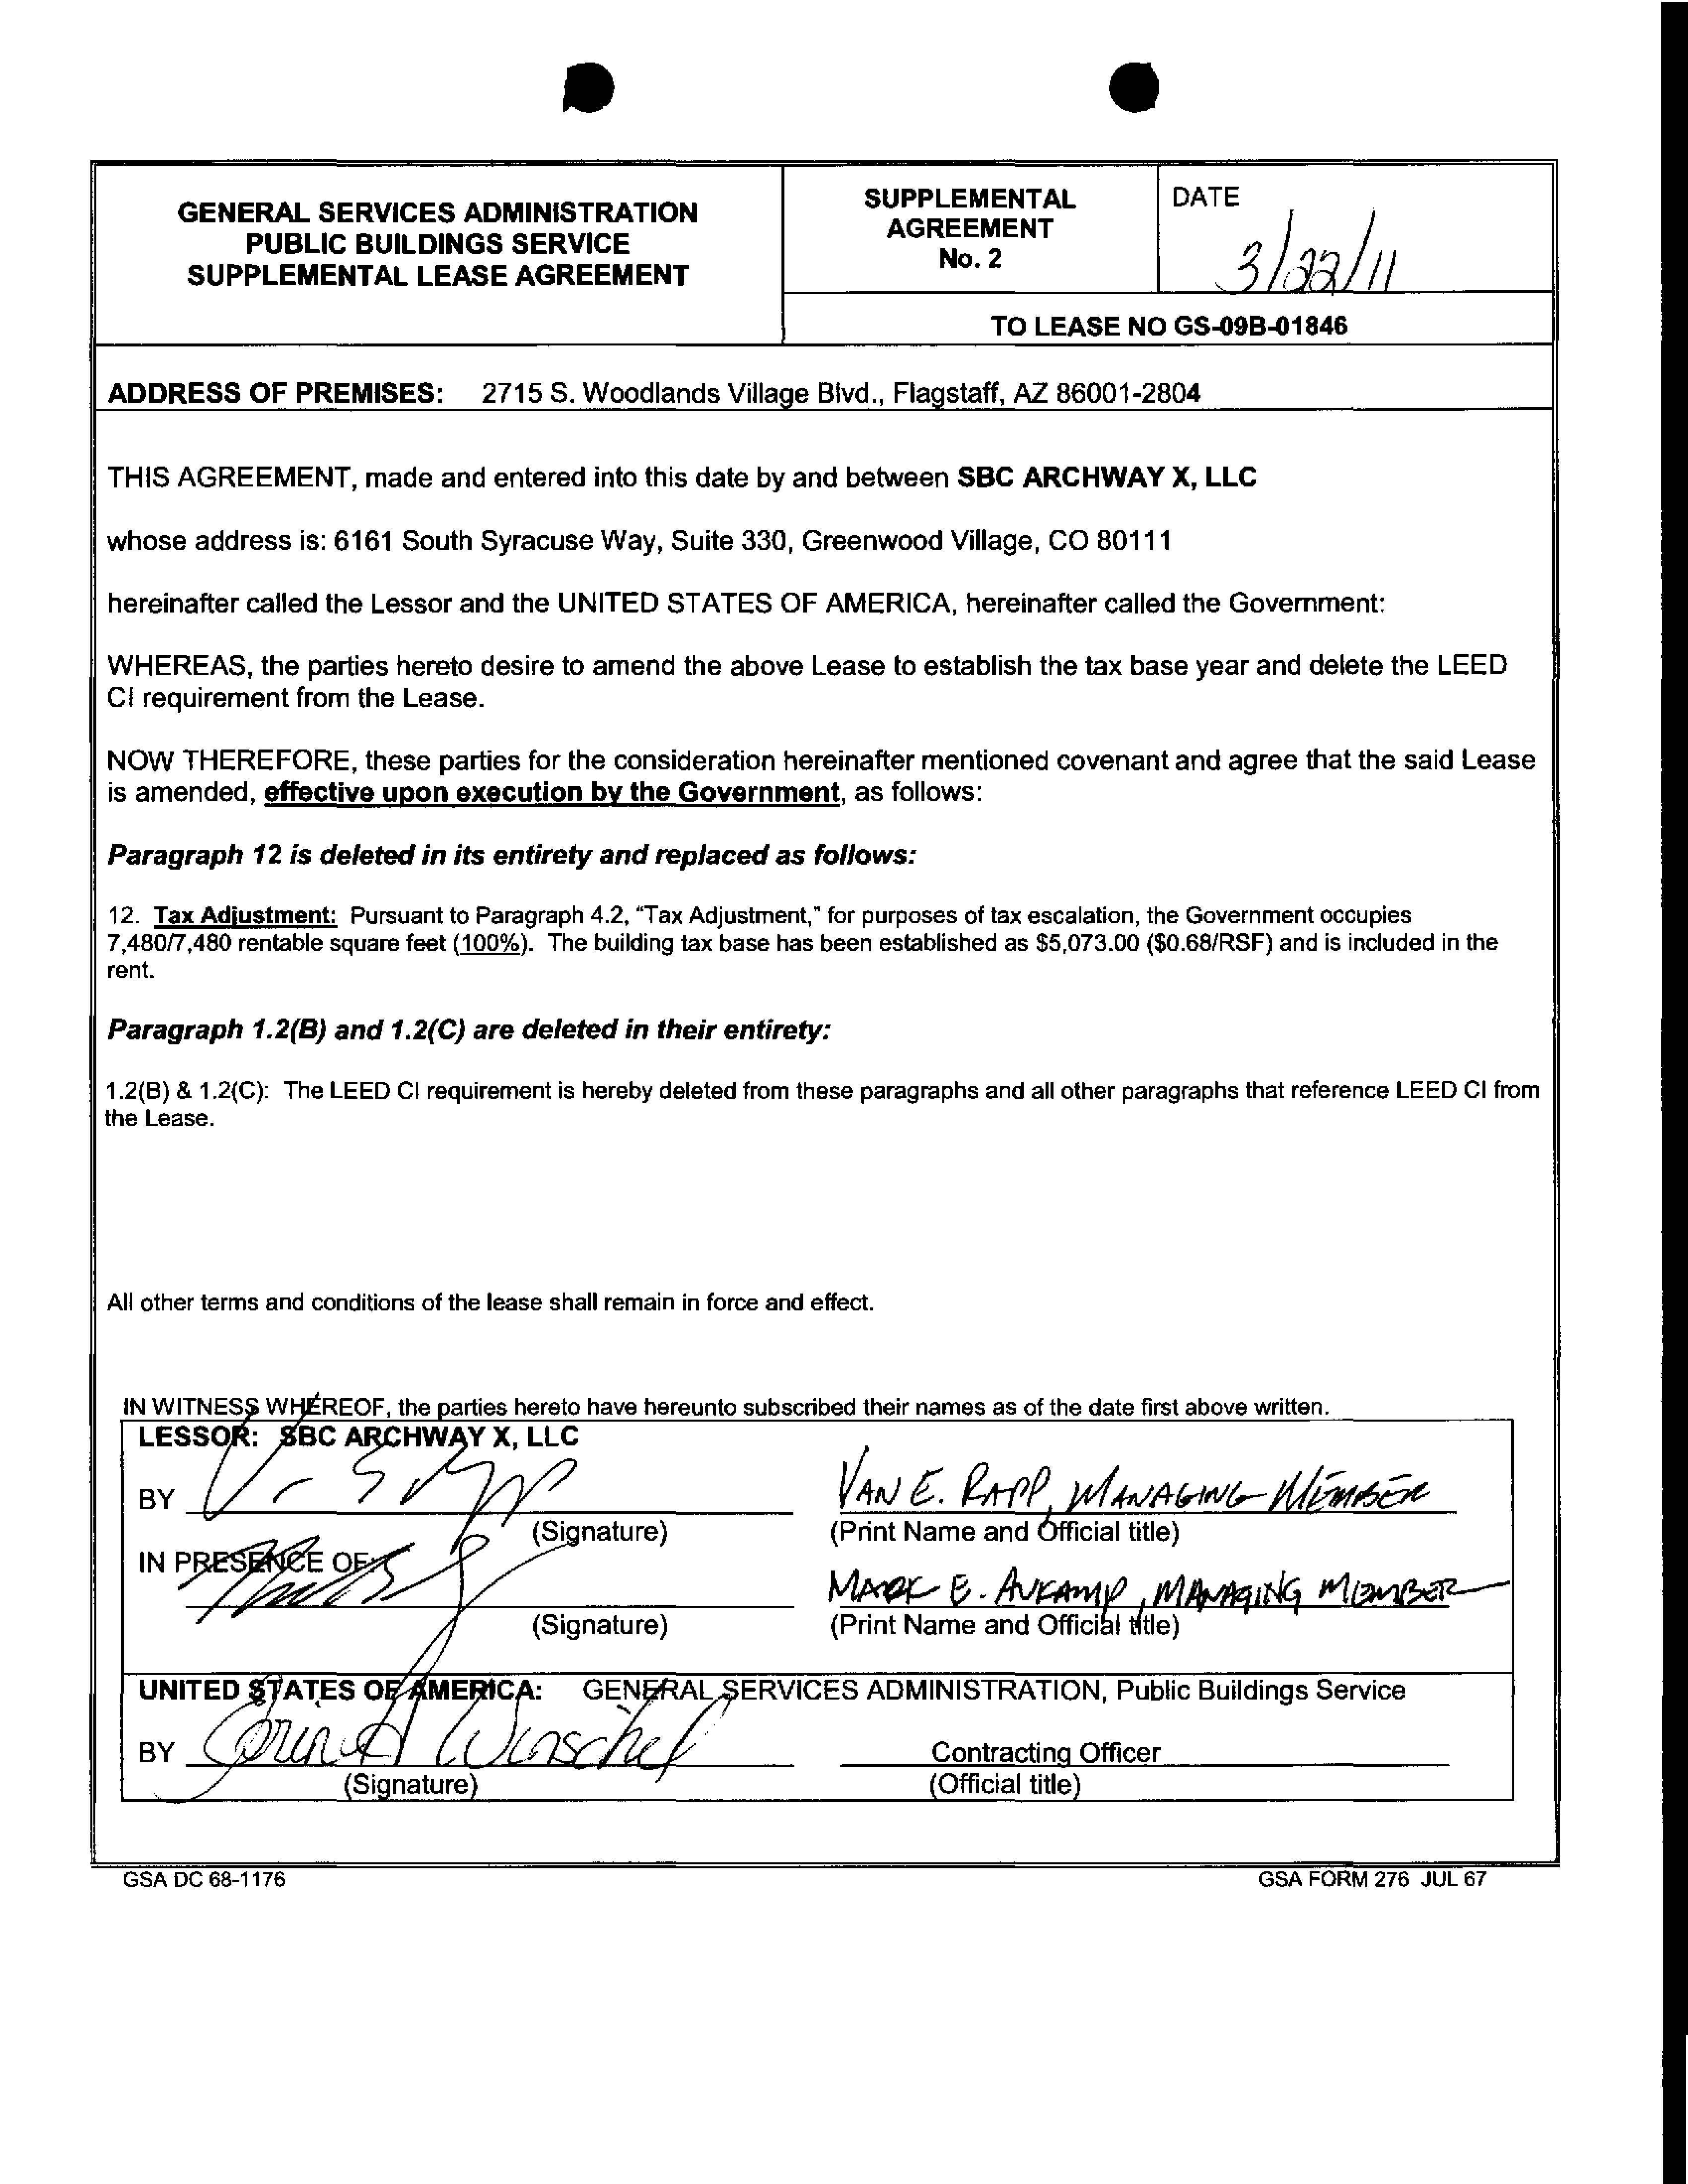 GENERAL SERVICES ADMINISTRATION
PUBLIC BUILDINGS SERVICE
SUPPLEMENTAL LEASE AGREEMENT
SUPPLEMENTAL
AGREEMENT
No. 2
DATE
3/22/11
TO LEASE NO GS-09B-01846
ADDRESS OF PREMISES: 2715 S. Woodlands Village Blvd., Flagstaff, AZ 86001-2804
THIS AGREEMENT, made and entered into this date by and between SBC ARCHWAY X, LLC
whose address is: 6161 South Syracuse Way, Suite 330, Greenwood Village, CO 80111
hereinafter called the Lessor and the UNITED STATES OF AMERICA, hereinafter called the Government:
WHEREAS, the parties hereto desire to amend the above Lease to establish the tax base year and delete the LEED
CI requirement from the Lease.
NOW THEREFORE, these parties for the consideration hereinafter mentioned covenant and agree that the said Lease
is amended, effective upon execution by the Government, as follows:
Paragraph 12 is deleted in its entirety and replaced as follows:
12. Tax Adjustment: Pursuant to Paragraph 4.2, "Tax Adjustment," for purposes of tax escalation, the Government occupies
7,480/7,480 rentable square feet (100%). The building tax base has been established as $5,073.00 ($0.68/RSF) and is included in the
rent.
Paragraph 1.2(B) and 1.2(C) are deleted in their entirety:
1.2(B) & 1.2(C): The LEED CI requirement is hereby deleted from these paragraphs and all other paragraphs that reference LEED CI from
the Lease.
All other terms and conditions of the lease shall remain in force and effect.
IN WITNESS WHEREOF, the parties hereto have hereunto subscribed their names as of the date first above written.
LESSOR: SBC ARCHWAY X, LLC
BY
VAN E. RAPP, MANAGING MEMBER
(Signature)
(Print Name and Official title)
IN PRESENCE OF:
MARK E. AUKAMP, MANAGING MEMBER
(Signature)
(Print Name and Official title)
UNITED STATES OF AMERICA: GENERAL SERVICES ADMINISTRATION, Public Buildings Service
BY
Contracting Officer
(Signature)
(Official title)
GSA DC 68-1176
GSA FORM 276 JUL 67